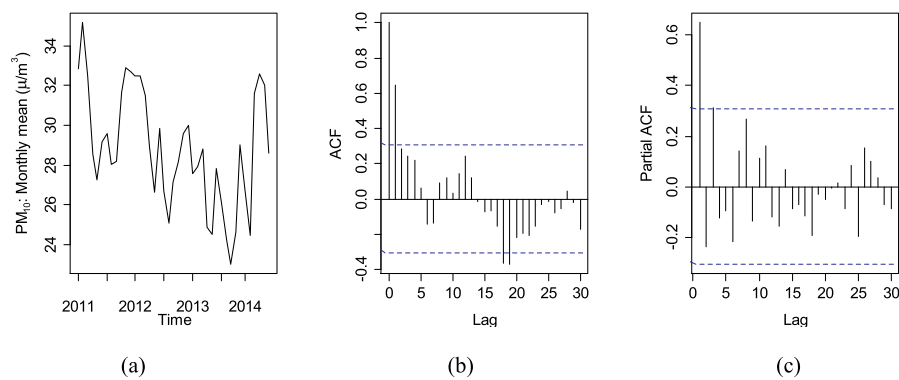 PM₁₀: Monthly mean (μ/m³)
34
32
30
28
26
24
2011 2012 2013 2014
Time
(a)
ACF
1.0
0.8
0.6
0.4
0.2
0.0
-0.4
0 5 10 15 20 25 30
Lag
(b)
Partial ACF
0.6
0.4
0.2
0.0
-0.2
0 5 10 15 20 25 30
Lag
(c)